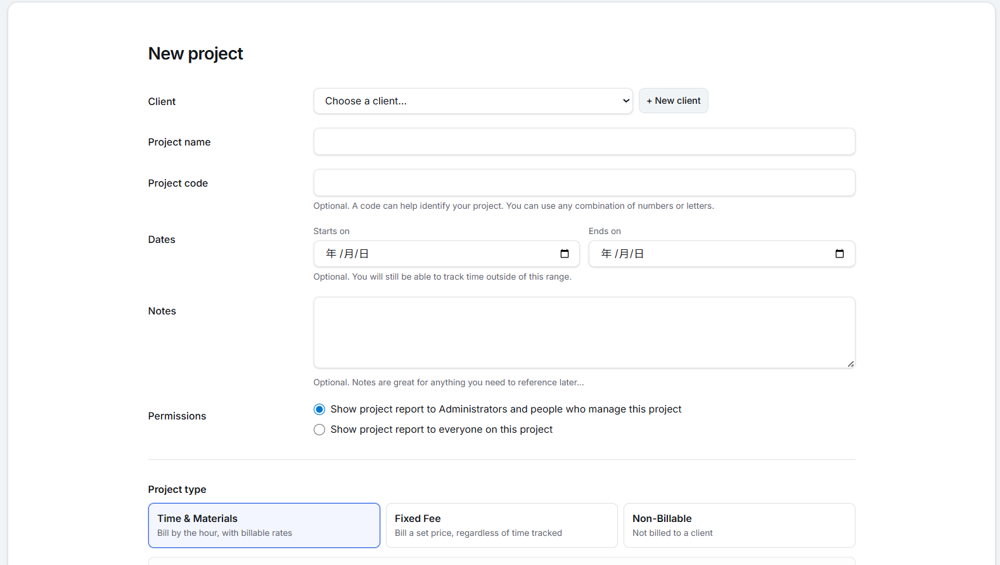 New project
Client
Choose a client...
+ New client
Project name
Project code
Optional. A code can help identify your project. You can use any combination of numbers or letters.
Dates
Starts on
Ends on
年 /月/日
年 /月/日
Optional. You will still be able to track time outside of this range.
Notes
Optional. Notes are great for anything you need to reference later...
Permissions
Show project report to Administrators and people who manage this project
Show project report to everyone on this project
Project type
Time & Materials
Bill by the hour, with billable rates
Fixed Fee
Bill a set price, regardless of time tracked
Non-Billable
Not billed to a client